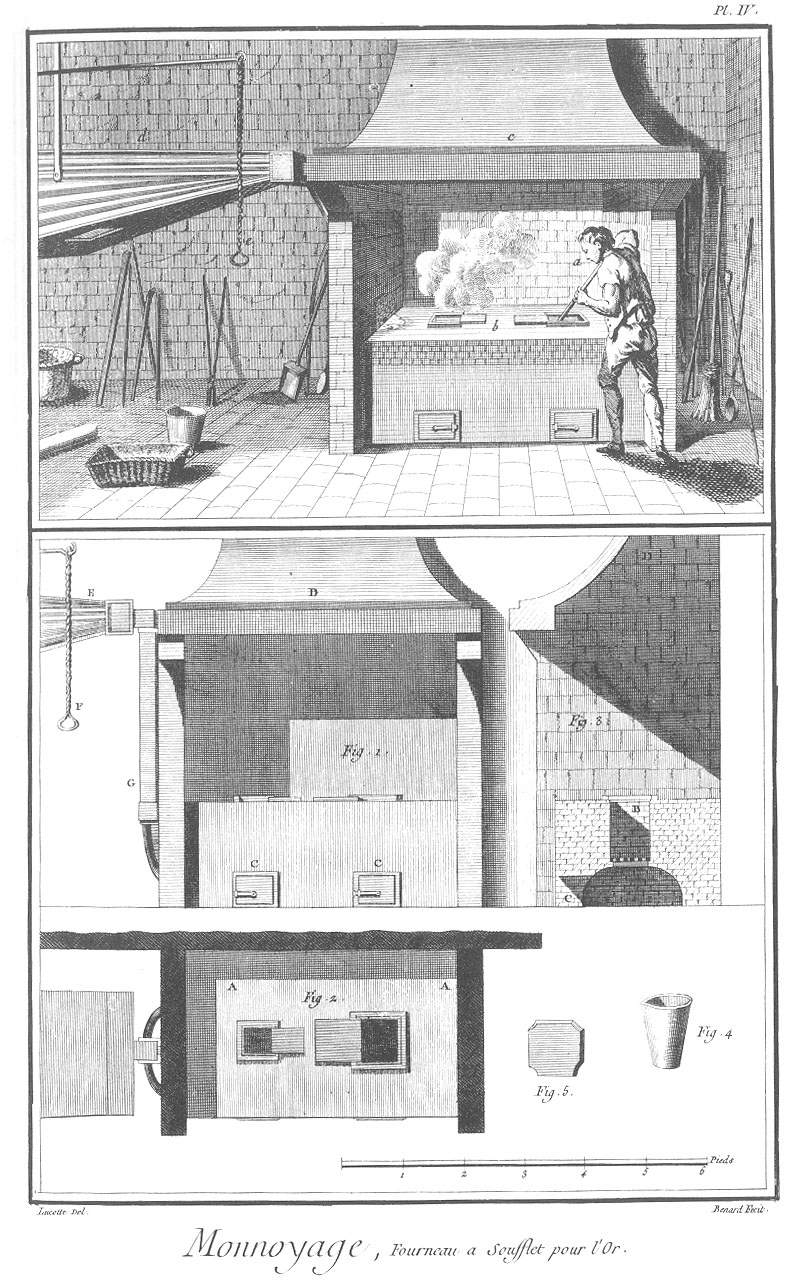 Pl. IV.
d
c
e
b
E
D
D
F
Fig. 1.
Fig. 3.
G
B
C
C
C
A
A
Fig. 2.
Fig. 4
Fig. 5.
Pieds
1 2 3 4 5 6
Lucotte Del.
Benard Fecit.
Monnoyage, Fourneau a Soufflet pour l'Or.